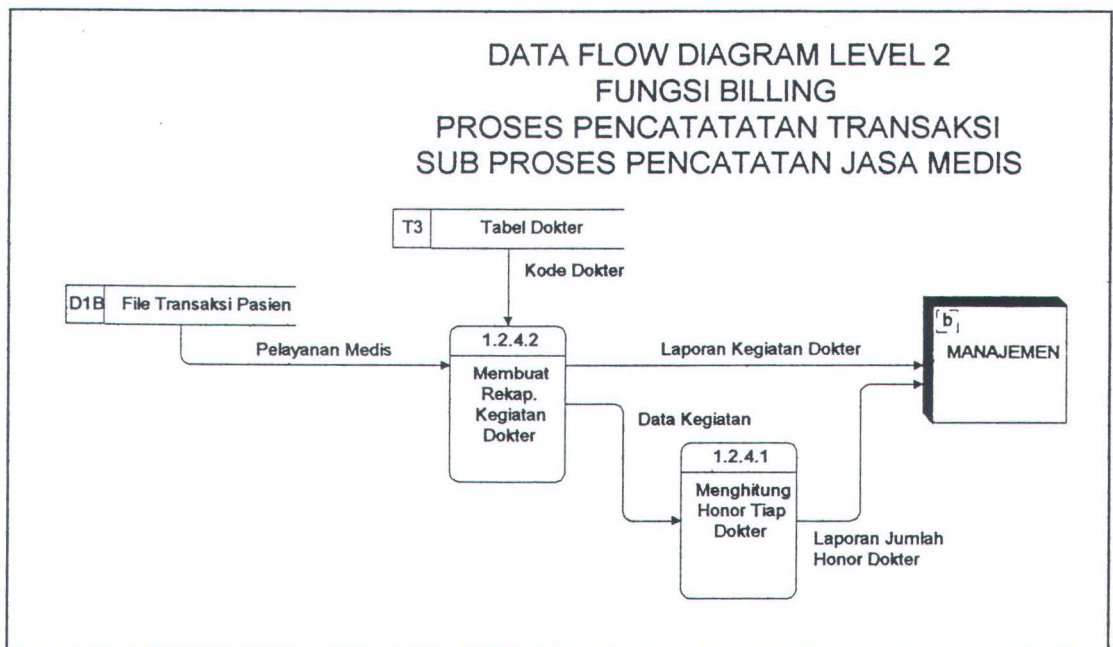 DATA FLOW DIAGRAM LEVEL 2
FUNGSI BILLING
PROSES PENCATATATAN TRANSAKSI
SUB PROSES PENCATATAN JASA MEDIS
T3 Tabel Dokter
Kode Dokter
D1B File Transaksi Pasien
Pelayanan Medis
1.2.4.2
Membuat
Rekap.
Kegiatan
Dokter
Laporan Kegiatan Dokter
b
MANAJEMEN
Data Kegiatan
1.2.4.1
Menghitung
Honor Tiap
Dokter
Laporan Jumlah
Honor Dokter